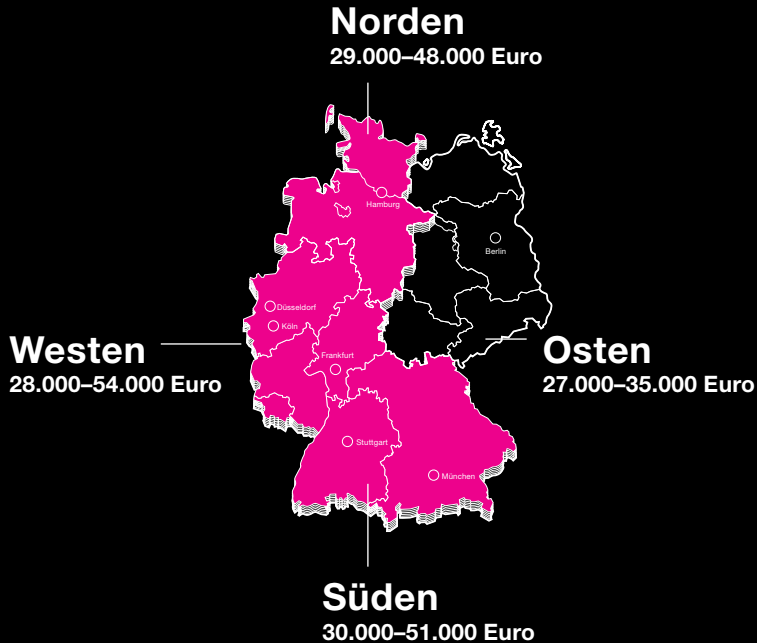 Norden
29.000–48.000 Euro
Hamburg
Berlin
Düsseldorf
Köln
Westen
28.000–54.000 Euro
Frankfurt
Osten
27.000–35.000 Euro
Stuttgart
München
Süden
30.000–51.000 Euro